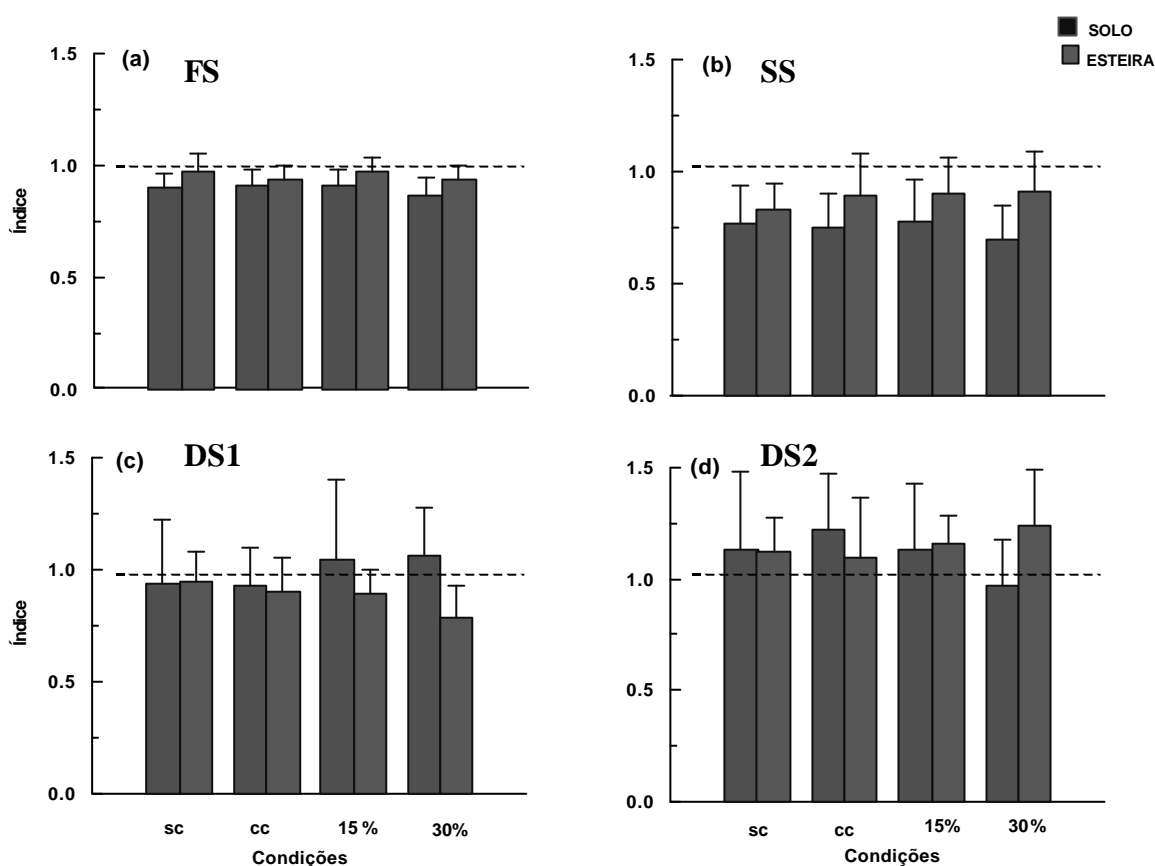 SOLO
ESTEIRA
(a) FS
1.5
1.0
0.5
0.0
Índice
(b) SS
1.5
1.0
0.5
0.0
(c) DS1
1.5
1.0
0.5
0.0
Índice
sc cc 15% 30%
Condições
(d) DS2
1.5
1.0
0.5
0.0
sc cc 15% 30%
Condições